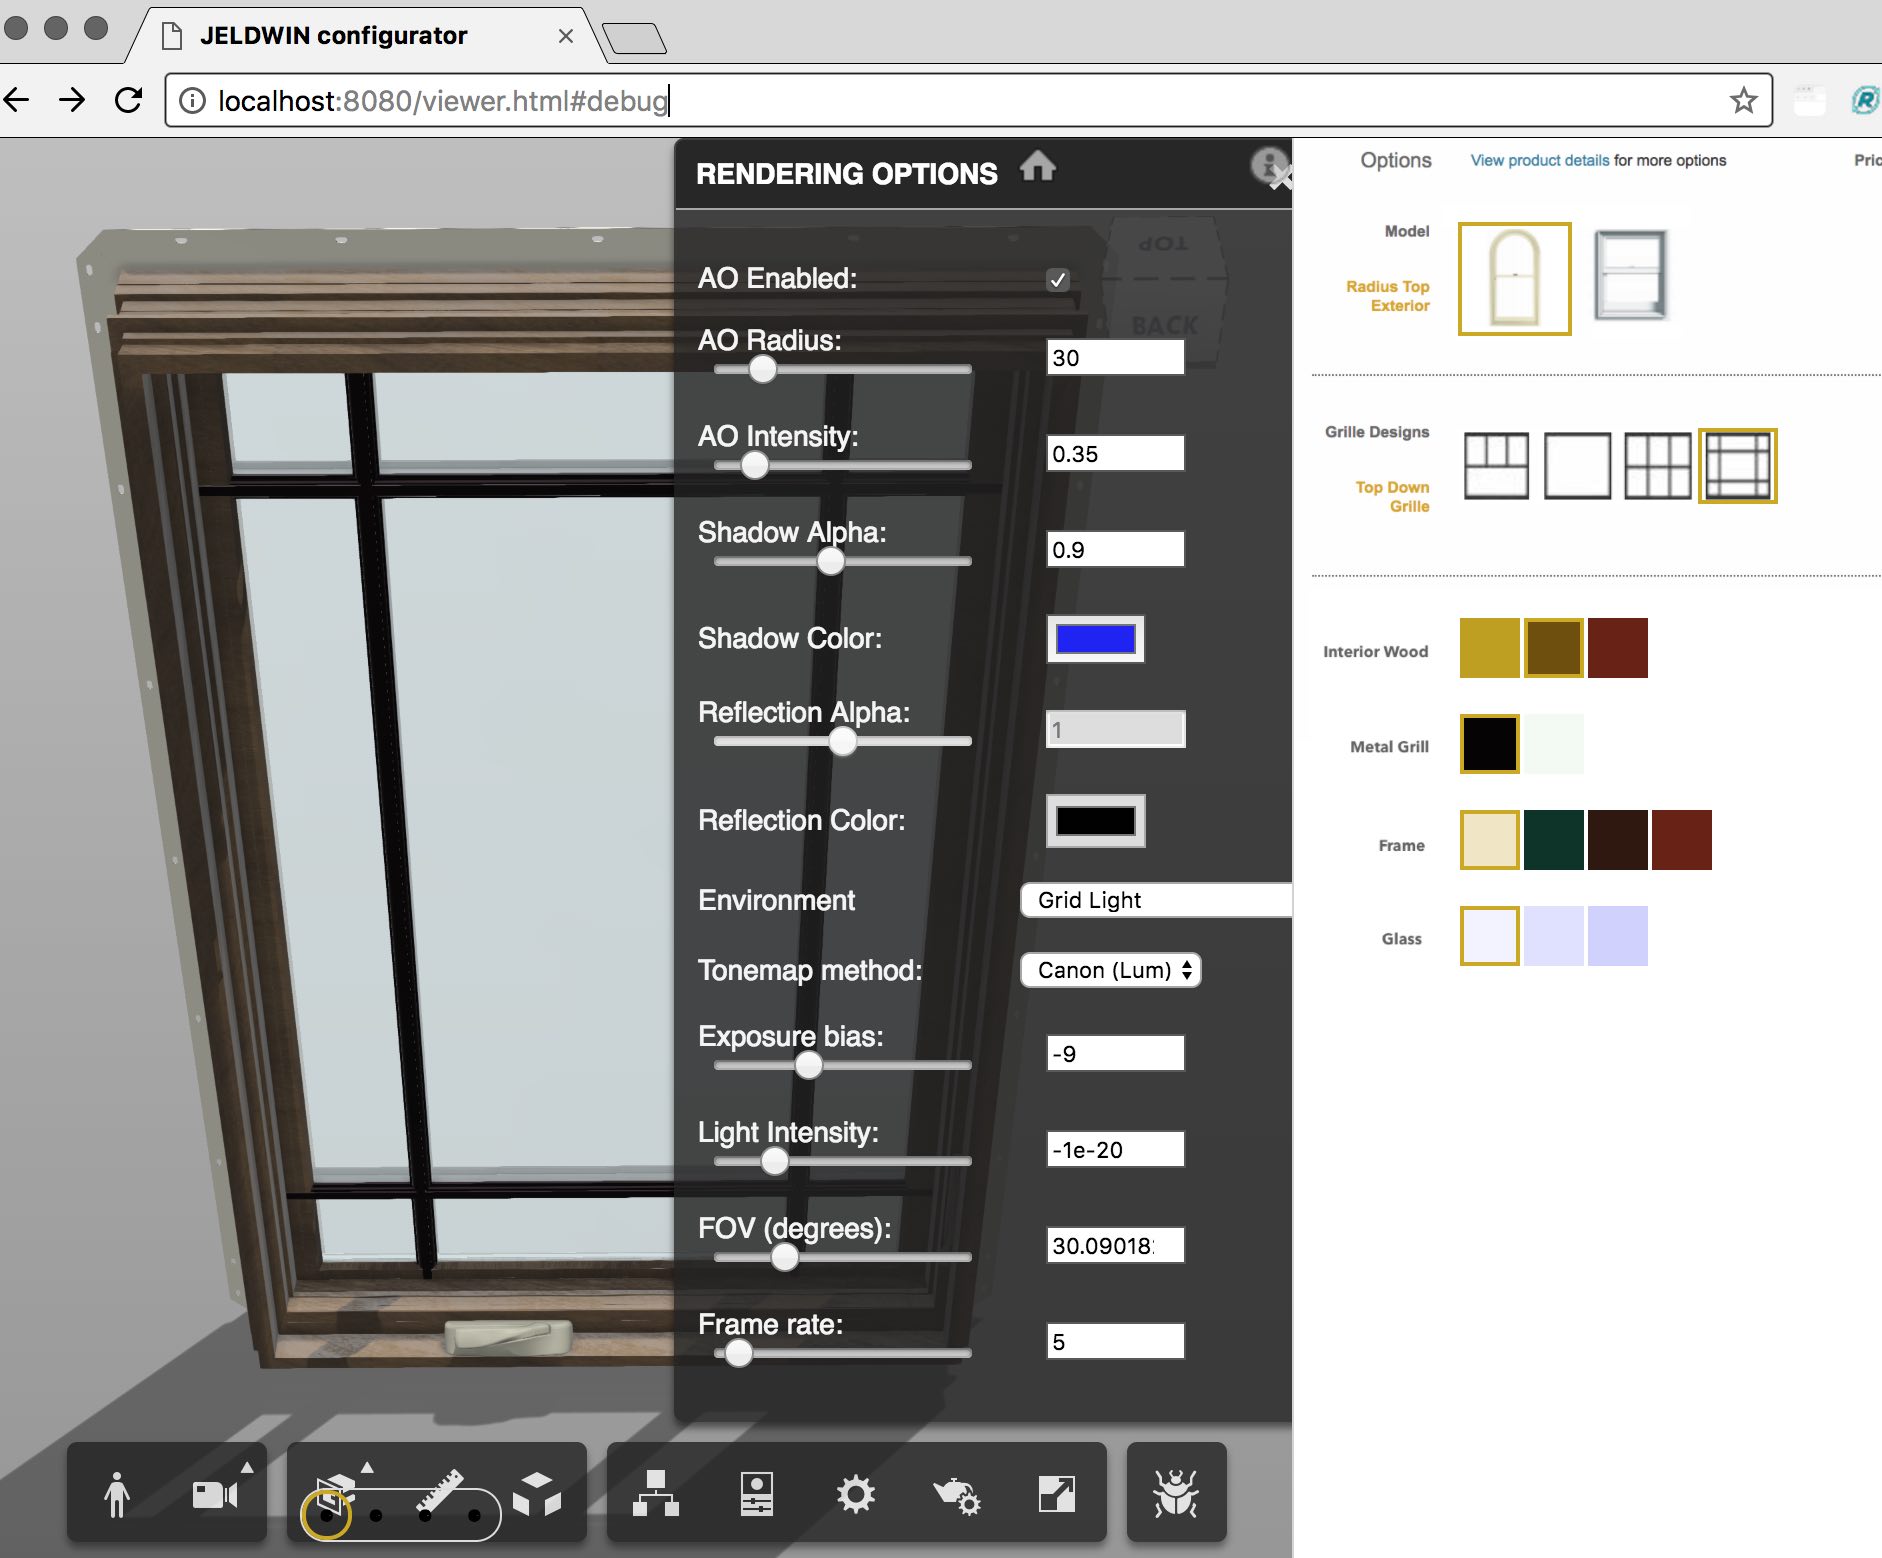 JELDWIN configurator
localhost:8080/viewer.html#debug
RENDERING OPTIONS
TOP
BACK
AO Enabled:
AO Radius:
30
AO Intensity:
0.35
Shadow Alpha:
0.9
Shadow Color:
Reflection Alpha:
1
Reflection Color:
Environment
Grid Light
Tonemap method:
Canon (Lum)
Exposure bias:
-9
Light Intensity:
-1e-20
FOV (degrees):
30.09018
Frame rate:
5
Options
View product details for more options
Model
Radius Top
Exterior
Grille Designs
Top Down
Grille
Interior Wood
Metal Grill
Frame
Glass